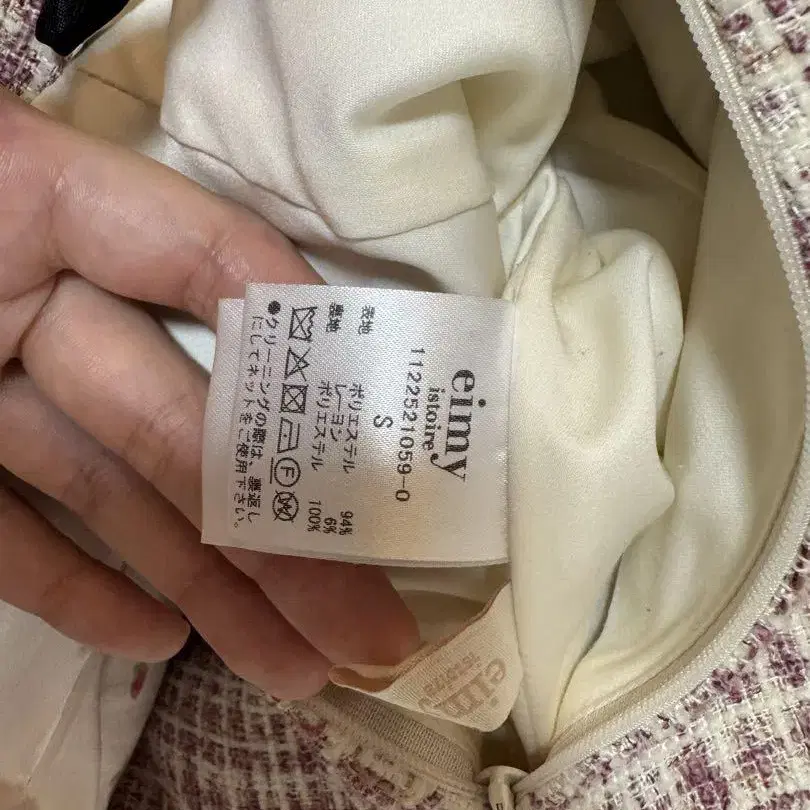 eimy
istoire
1122521059-0
S
表地 ポリエステル 94%
レーヨン 6%
裏地 ポリエステル 100%
F
●クリーニングの際は、裏返し
にしてネットをご使用下さい。
eimy
istoire